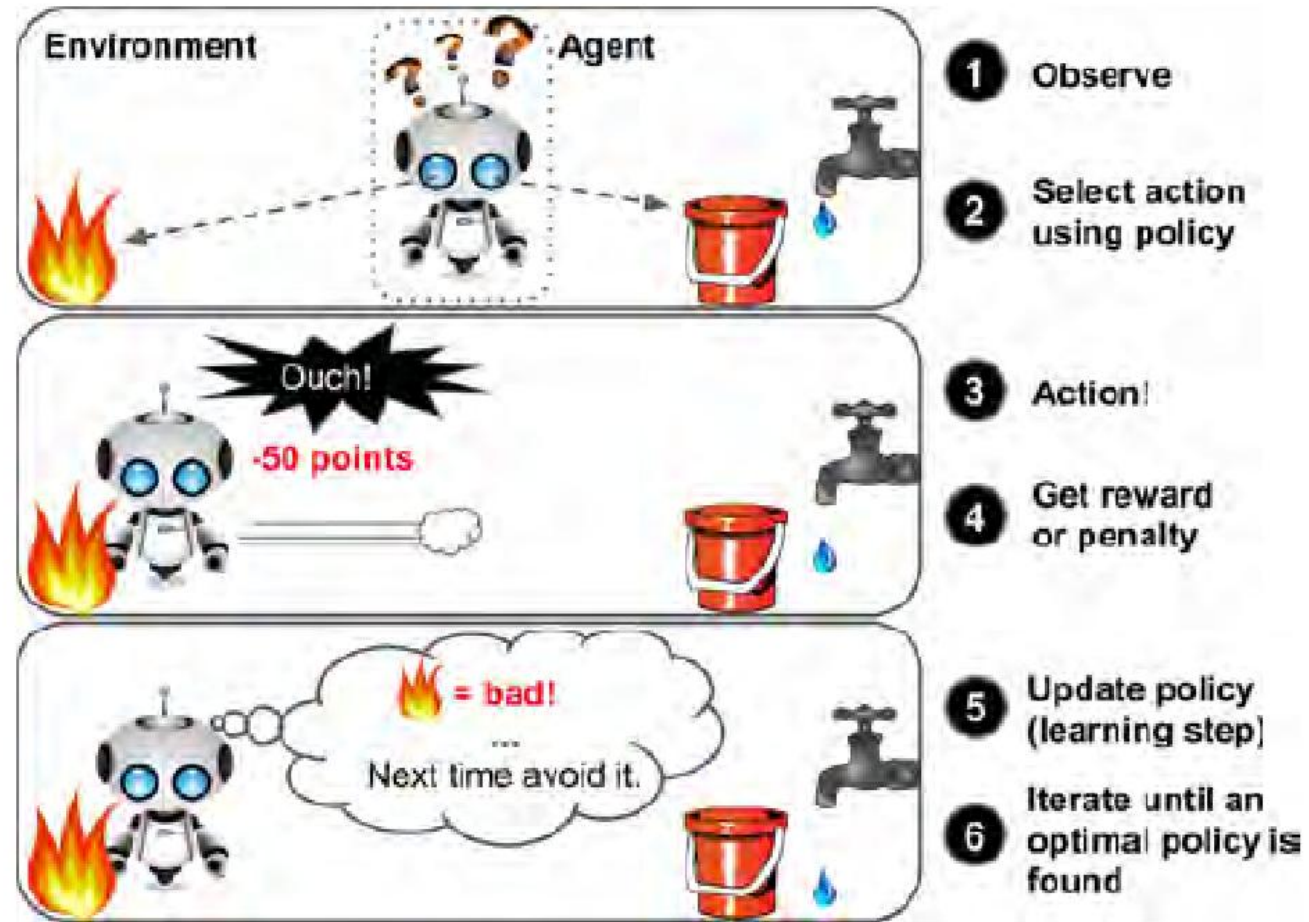 Environment
Agent
? ? ?
1 Observe
2 Select action
using policy
Ouch!
-50 points
3 Action!
4 Get reward
or penalty
= bad!
...
Next time avoid it.
5 Update policy
(learning step)
6 Iterate until an
optimal policy is
found